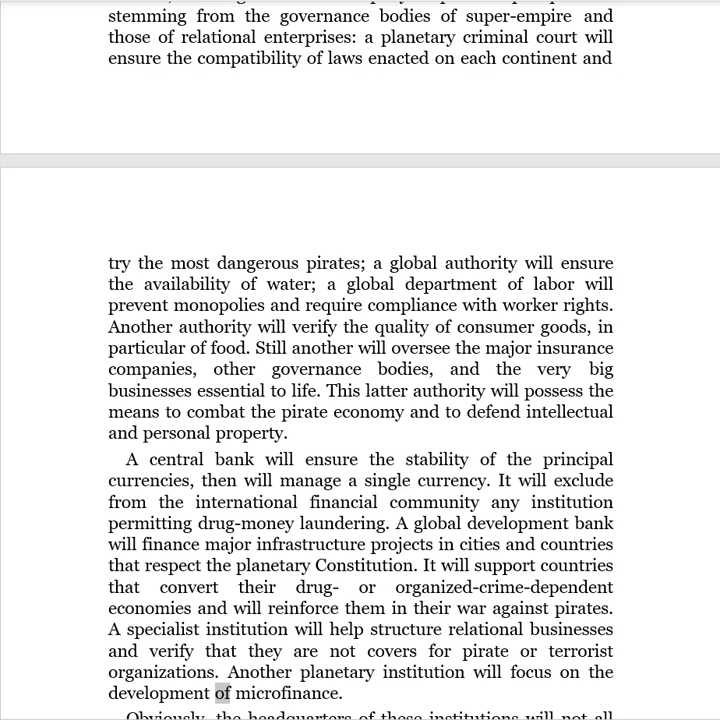 stemming from the governance bodies of super-empire and
those of relational enterprises: a planetary criminal court will
ensure the compatibility of laws enacted on each continent and
try the most dangerous pirates; a global authority will ensure
the availability of water; a global department of labor will
prevent monopolies and require compliance with worker rights.
Another authority will verify the quality of consumer goods, in
particular of food. Still another will oversee the major insurance
companies, other governance bodies, and the very big
businesses essential to life. This latter authority will possess the
means to combat the pirate economy and to defend intellectual
and personal property.
A central bank will ensure the stability of the principal
currencies, then will manage a single currency. It will exclude
from the international financial community any institution
permitting drug-money laundering. A global development bank
will finance major infrastructure projects in cities and countries
that respect the planetary Constitution. It will support countries
that convert their drug- or organized-crime-dependent
economies and will reinforce them in their war against pirates.
A specialist institution will help structure relational businesses
and verify that they are not covers for pirate or terrorist
organizations. Another planetary institution will focus on the
development of microfinance.
Obviously, the headquarters of these institutions will not all